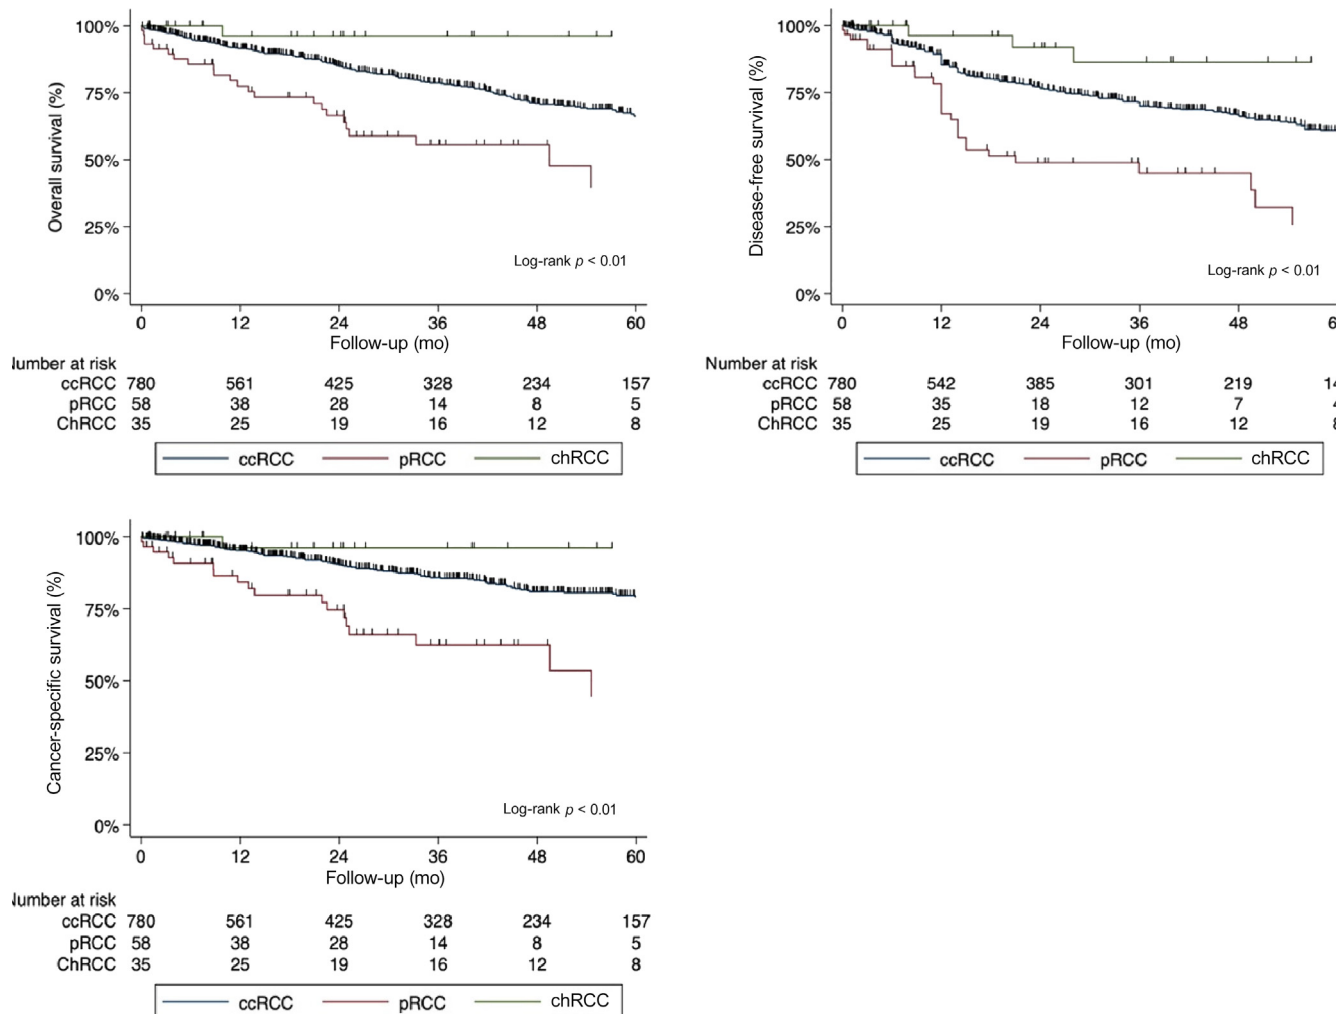 100%
75%
50%
25%
0%
Overall survival (%)
Log-rank p < 0.01
0 12 24 36 48 60
Follow-up (mo)
Number at risk
ccRCC 780 561 425 328 234 157
pRCC 58 38 28 14 8 5
ChRCC 35 25 19 16 12 8
ccRCC pRCC chRCC
100%
75%
50%
25%
0%
Disease-free survival (%)
Log-rank p < 0.01
0 12 24 36 48
Follow-up (mo)
Number at risk
ccRCC 780 542 385 301 219
pRCC 58 35 18 12 7
ChRCC 35 25 19 16 12
ccRCC pRCC chRCC
100%
75%
50%
25%
0%
Cancer-specific survival (%)
Log-rank p < 0.01
0 12 24 36 48 60
Follow-up (mo)
Number at risk
ccRCC 780 561 425 328 234 157
pRCC 58 38 28 14 8 5
ChRCC 35 25 19 16 12 8
ccRCC pRCC chRCC